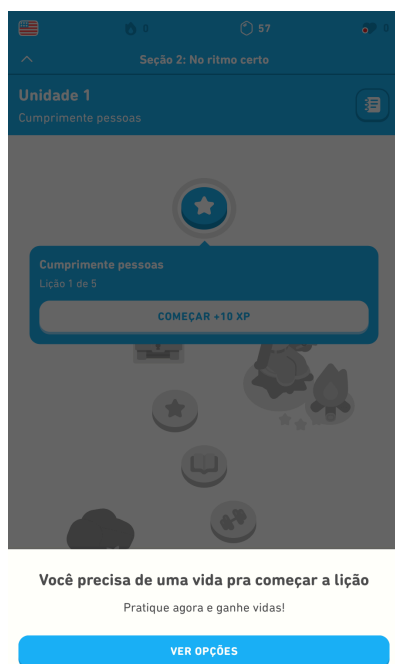 0
57
0
Seção 2: No ritmo certo
Unidade 1
Cumprimente pessoas
Cumprimente pessoas
Lição 1 de 5
COMEÇAR +10 XP
Você precisa de uma vida pra começar a lição
Pratique agora e ganhe vidas!
VER OPÇÕES